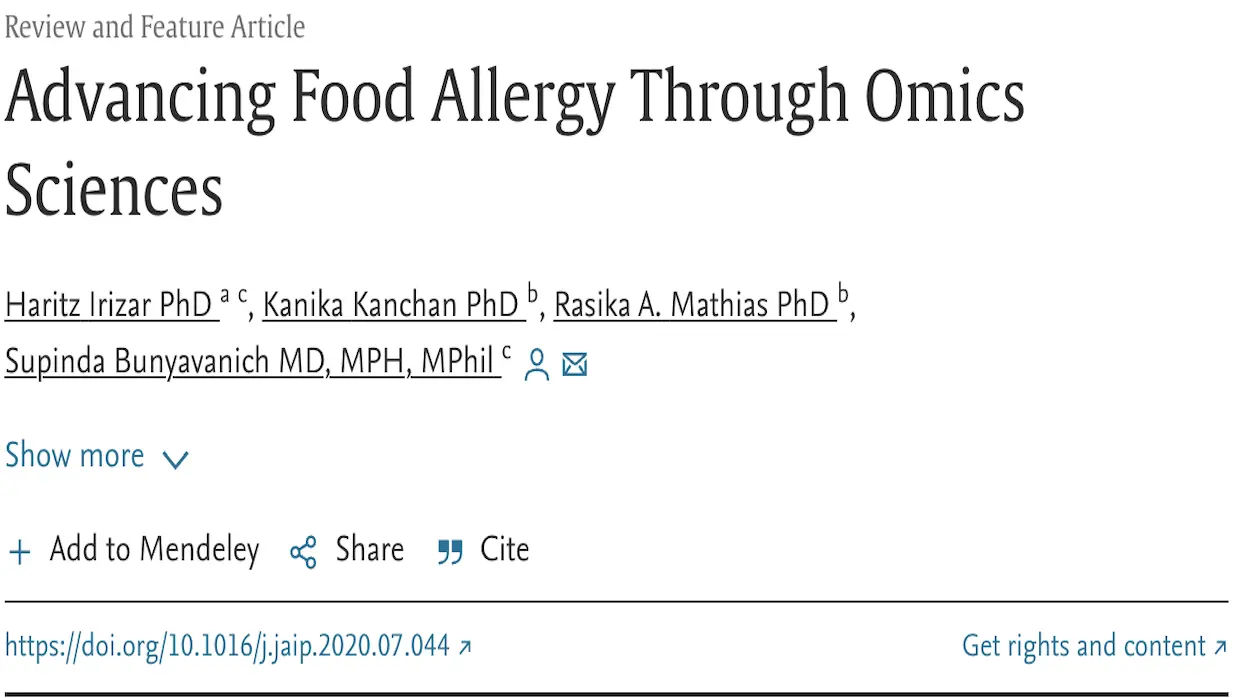 Review and Feature Article
Advancing Food Allergy Through Omics
Sciences
Haritz Irizar PhD a c, Kanika Kanchan PhD b, Rasika A. Mathias PhD b,
Supinda Bunyavanich MD, MPH, MPhil c
Show more
+ Add to Mendeley Share Cite
https://doi.org/10.1016/j.jaip.2020.07.044 ↗ Get rights and content ↗